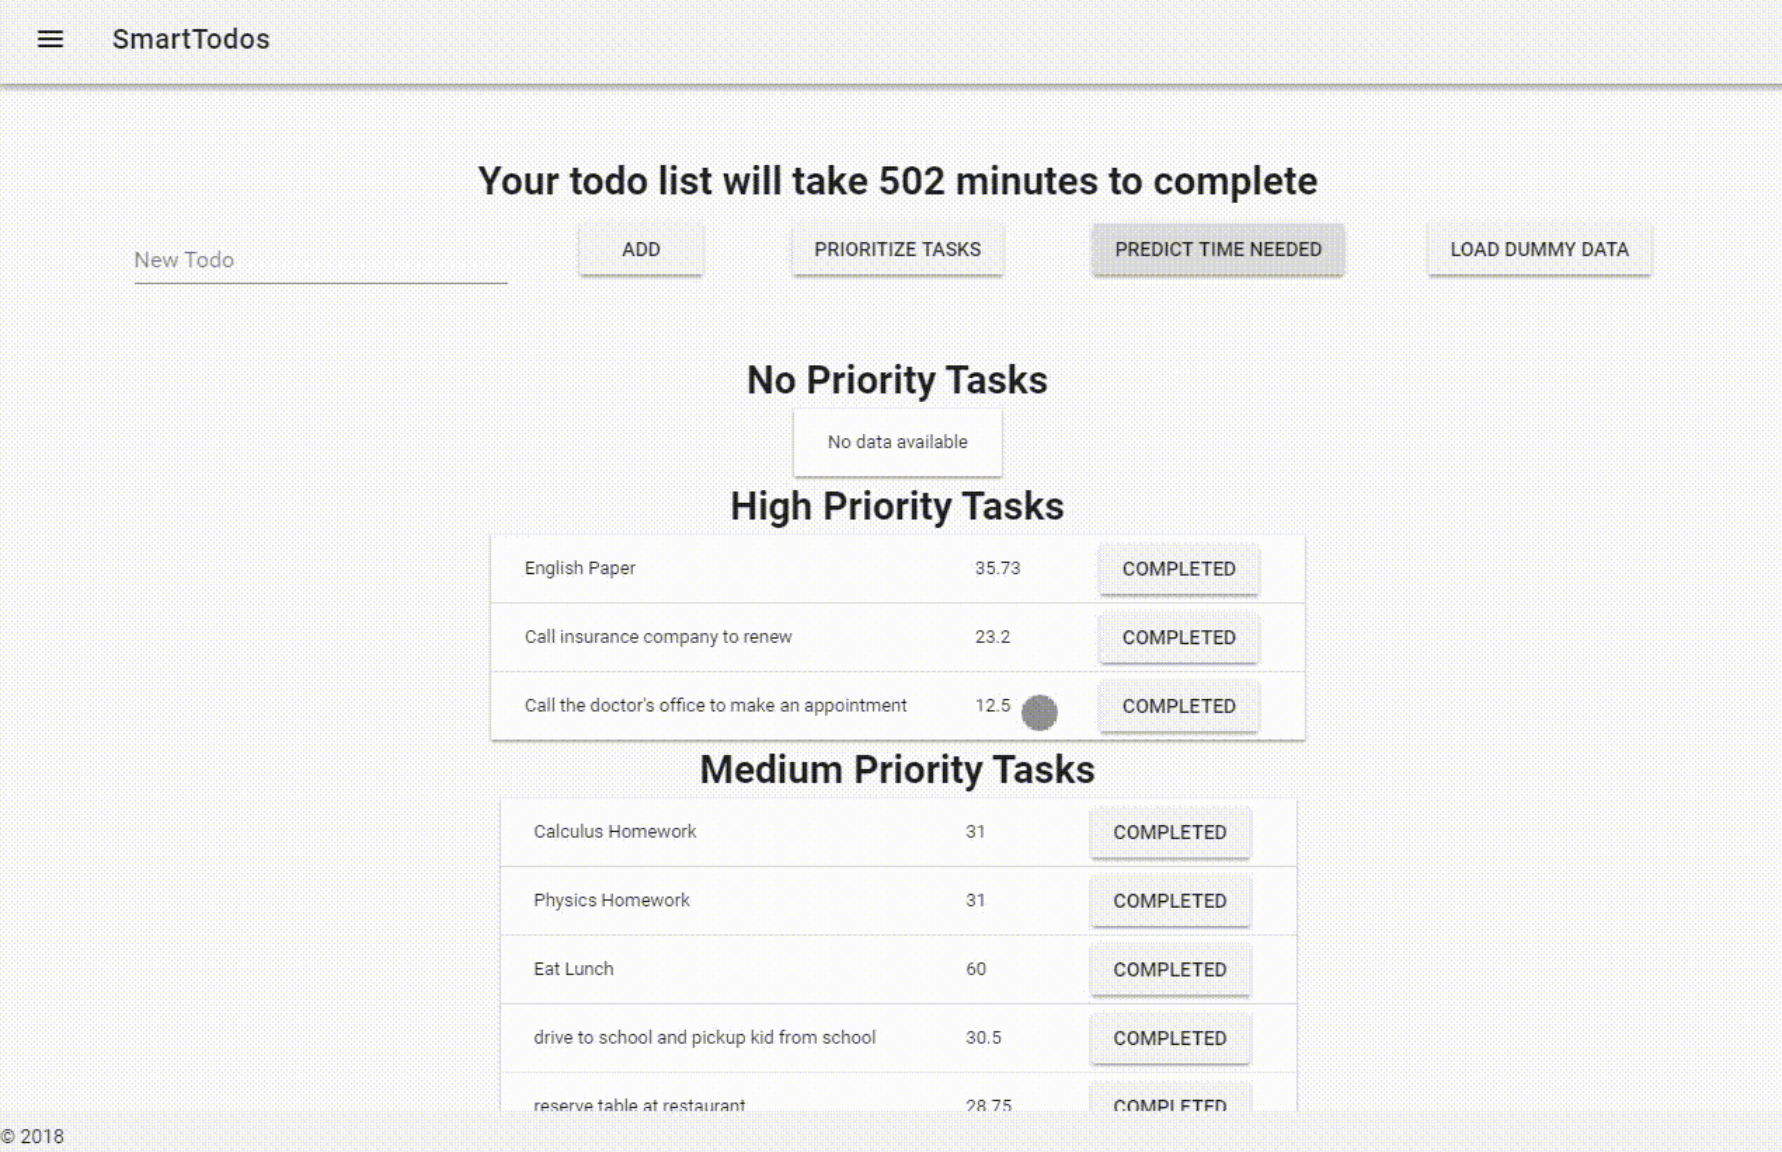 SmartTodos
Your todo list will take 502 minutes to complete
New Todo
ADD
PRIORITIZE TASKS
PREDICT TIME NEEDED
LOAD DUMMY DATA
No Priority Tasks
No data available
High Priority Tasks
English Paper 35.73 COMPLETED
Call insurance company to renew 23.2 COMPLETED
Call the doctor's office to make an appointment 12.5 COMPLETED
Medium Priority Tasks
Calculus Homework 31 COMPLETED
Physics Homework 31 COMPLETED
Eat Lunch 60 COMPLETED
drive to school and pickup kid from school 30.5 COMPLETED
reserve table at restaurant 28.75 COMPLETED
© 2018